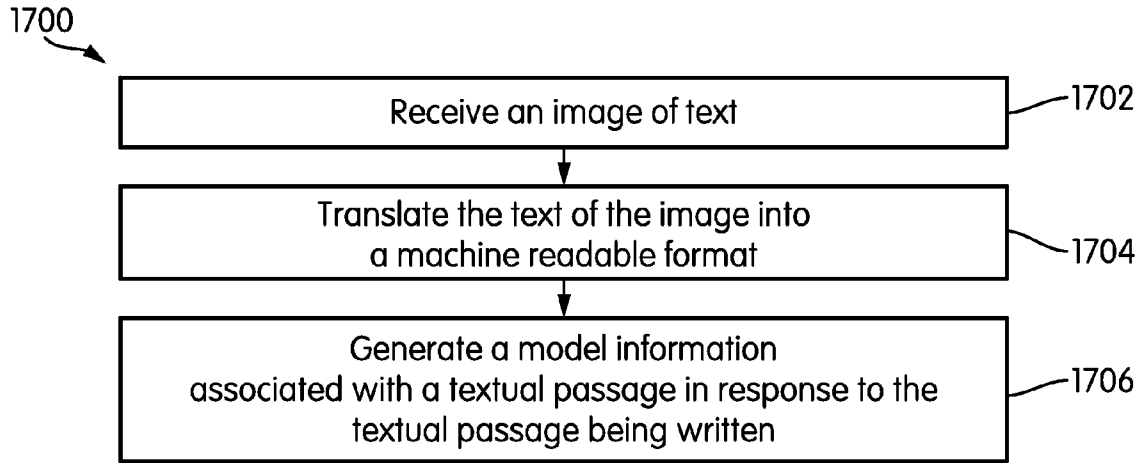 1700
Receive an image of text
1702
Translate the text of the image into
a machine readable format
1704
Generate a model information
associated with a textual passage in response to the
textual passage being written
1706